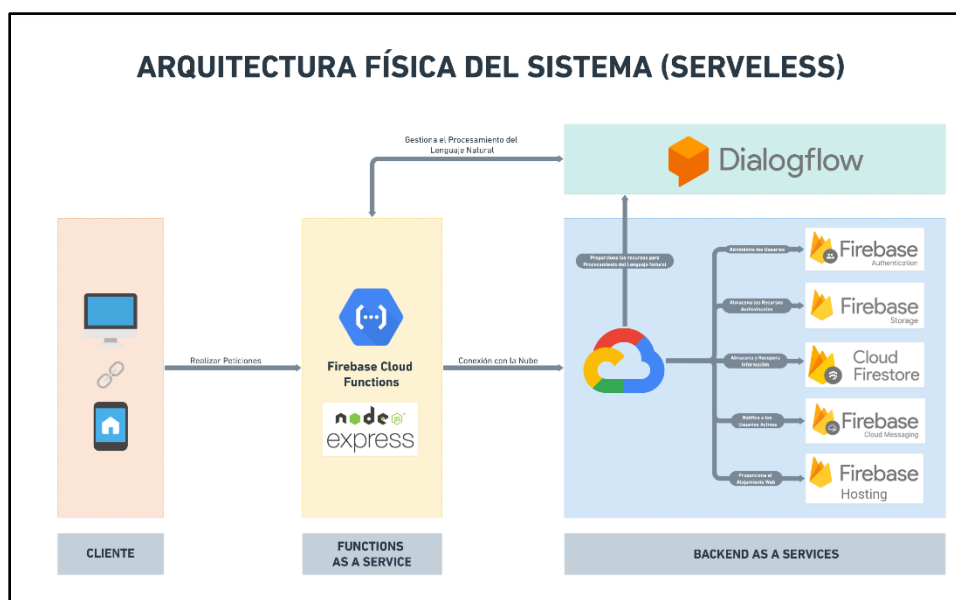 ARQUITECTURA FÍSICA DEL SISTEMA (SERVELESS)
Gestiona el Procesamiento del
Lenguaje Natural
Dialogflow
Proporciona los recursos para
Procesamiento del Lenguaje Natural
Administra los Usuarios
Firebase
Authentication
Almacena los Recursos
Audiovisuales
Firebase
Storage
Realizar Peticiones
Firebase Cloud
Functions
node
JS
express
Conexión con la Nube
Almacena y Recupera
Información
Cloud
Firestore
Notifica a los
Usuarios Activos
Firebase
Cloud Messaging
Proporciona el
Alojamiento Web
Firebase
Hosting
CLIENTE
FUNCTIONS
AS A SERVICE
BACKEND AS A SERVICES